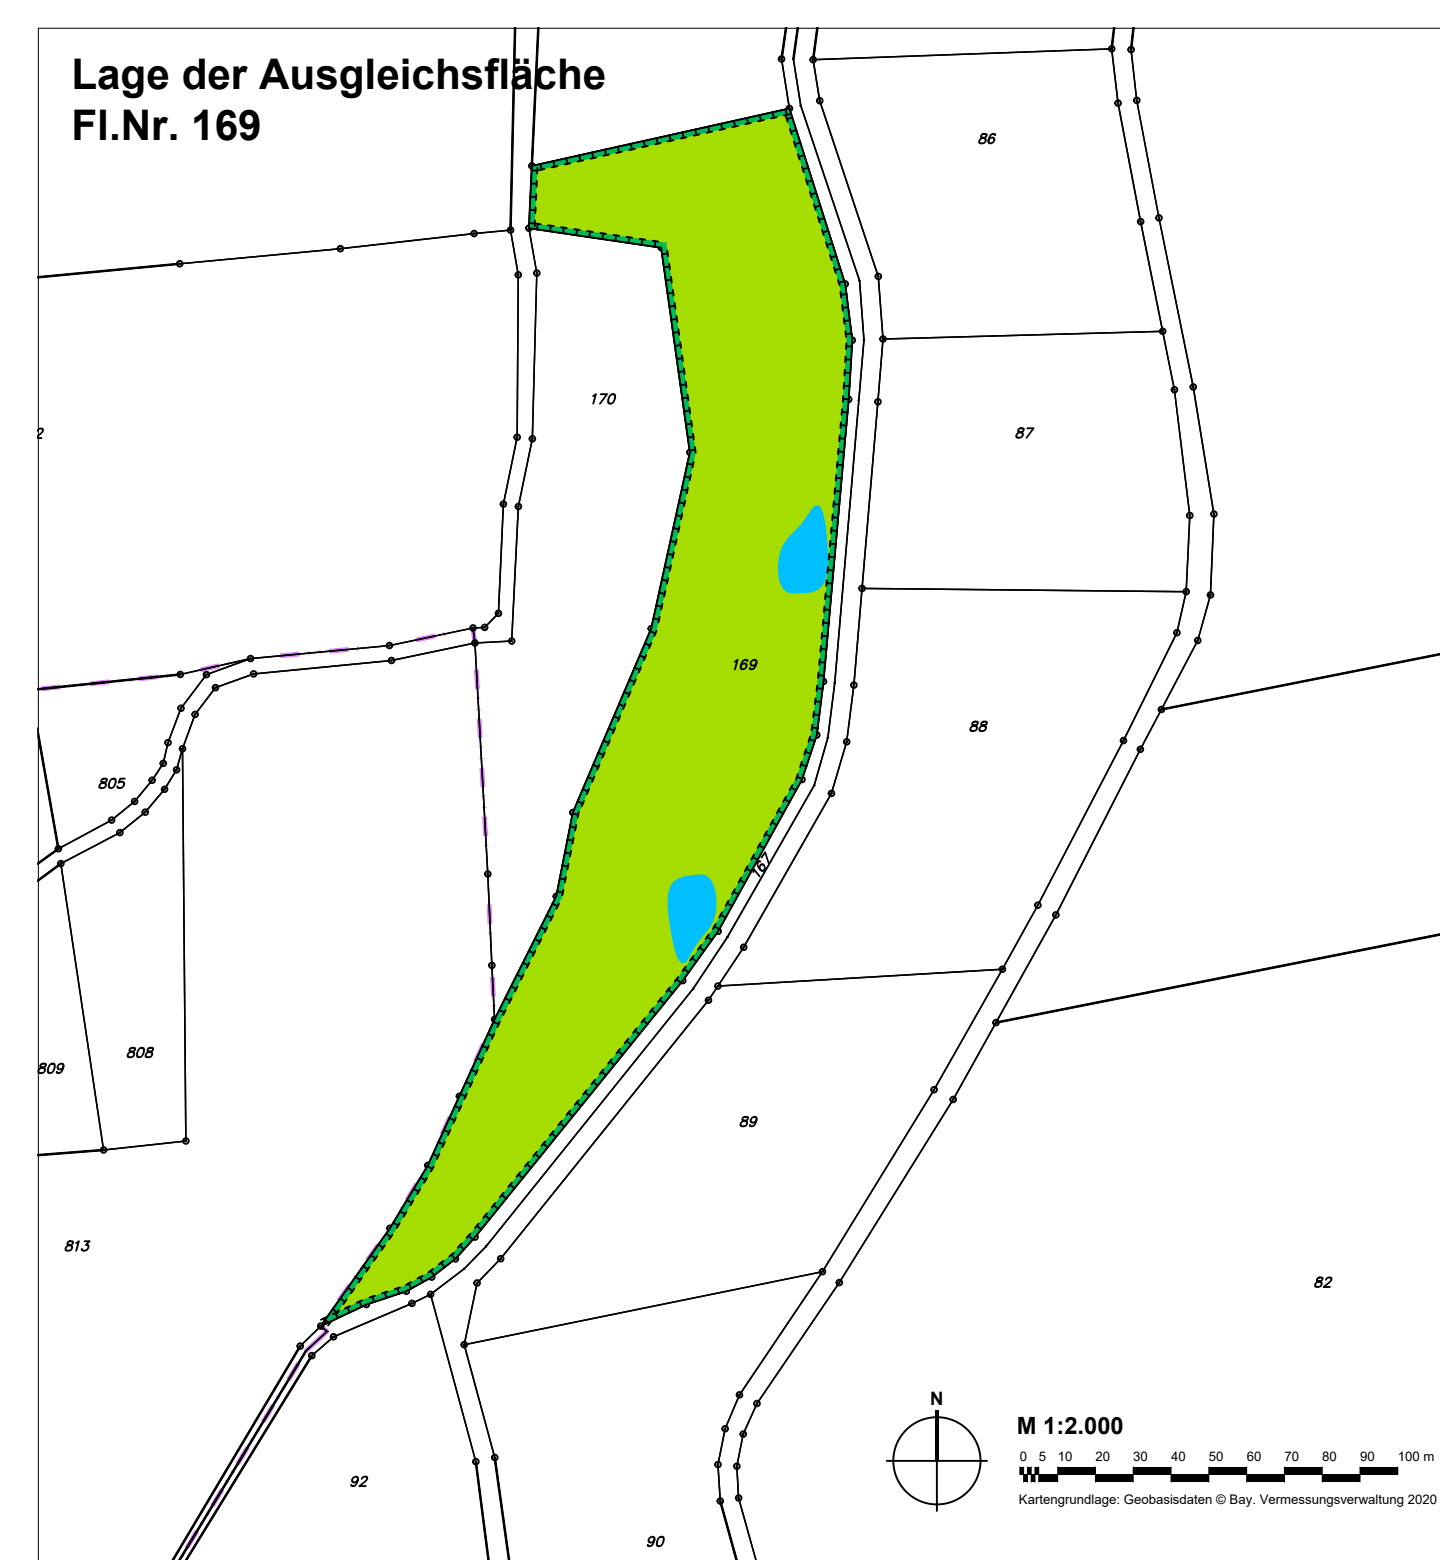 Lage der Ausgleichsfläche
Fl.Nr. 169
86
170
87
2
169
88
805
167
808
809
89
813
82
N
M 1:2.000
0 5 10 20 30 40 50 60 70 80 90 100 m
92
Kartengrundlage: Geobasisdaten © Bay. Vermessungsverwaltung 2020
90